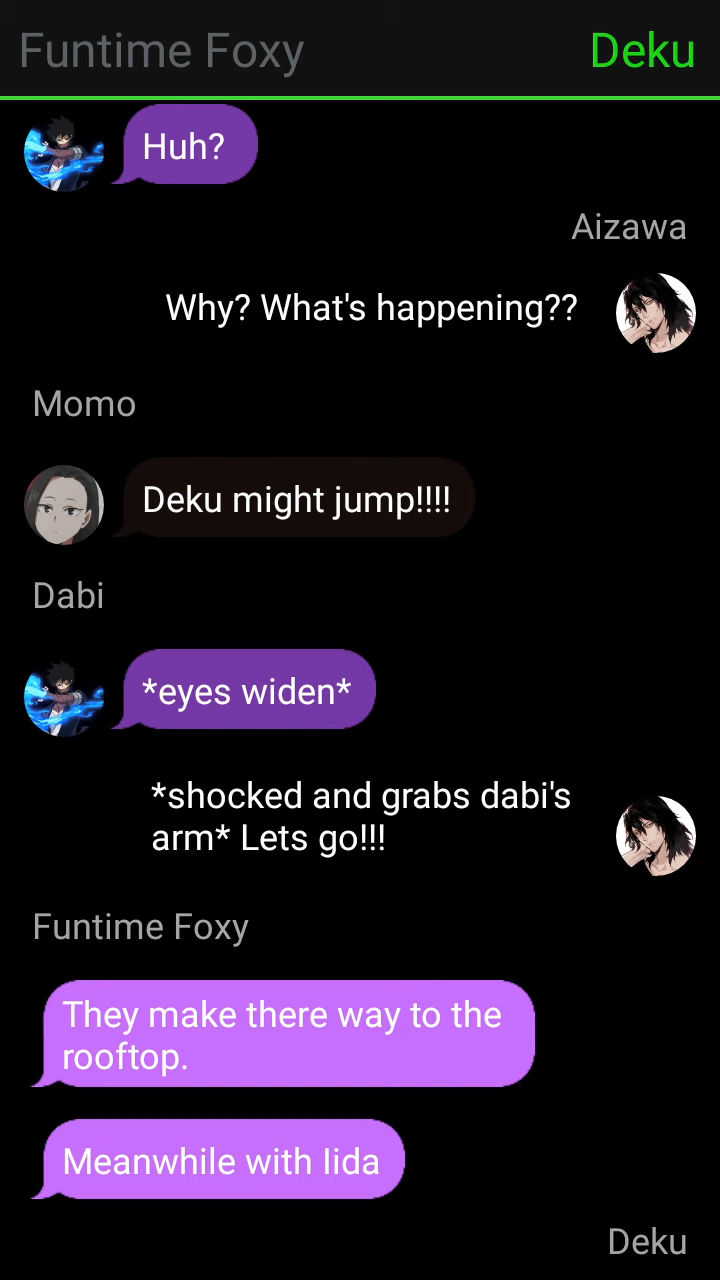 Funtime Foxy
Deku
Huh?
Aizawa
Why? What's happening??
Momo
Deku might jump!!!!
Dabi
*eyes widen*
*shocked and grabs dabi's
arm* Lets go!!!
Funtime Foxy
They make there way to the
rooftop.
Meanwhile with Iida
Deku